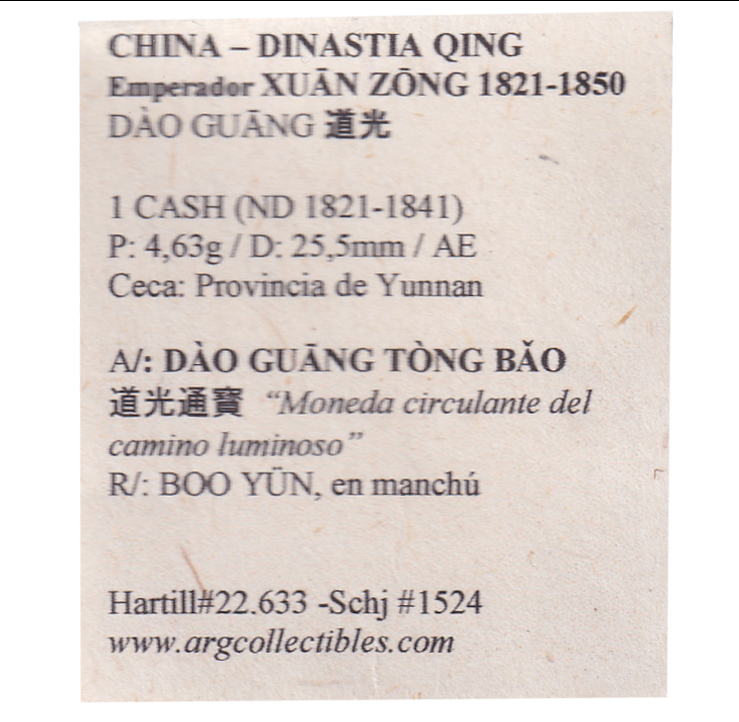 CHINA – DINASTIA QING
Emperador XUĀN ZŌNG 1821-1850
DÀO GUĀNG 道光
1 CASH (ND 1821-1841)
P: 4,63g / D: 25,5mm / AE
Ceca: Provincia de Yunnan
A/: DÀO GUĀNG TÒNG BǍO
道光通寳 “Moneda circulante del
camino luminoso”
R/: BOO YŪN, en manchú
Hartill#22.633 -Schj #1524
www.argcollectibles.com